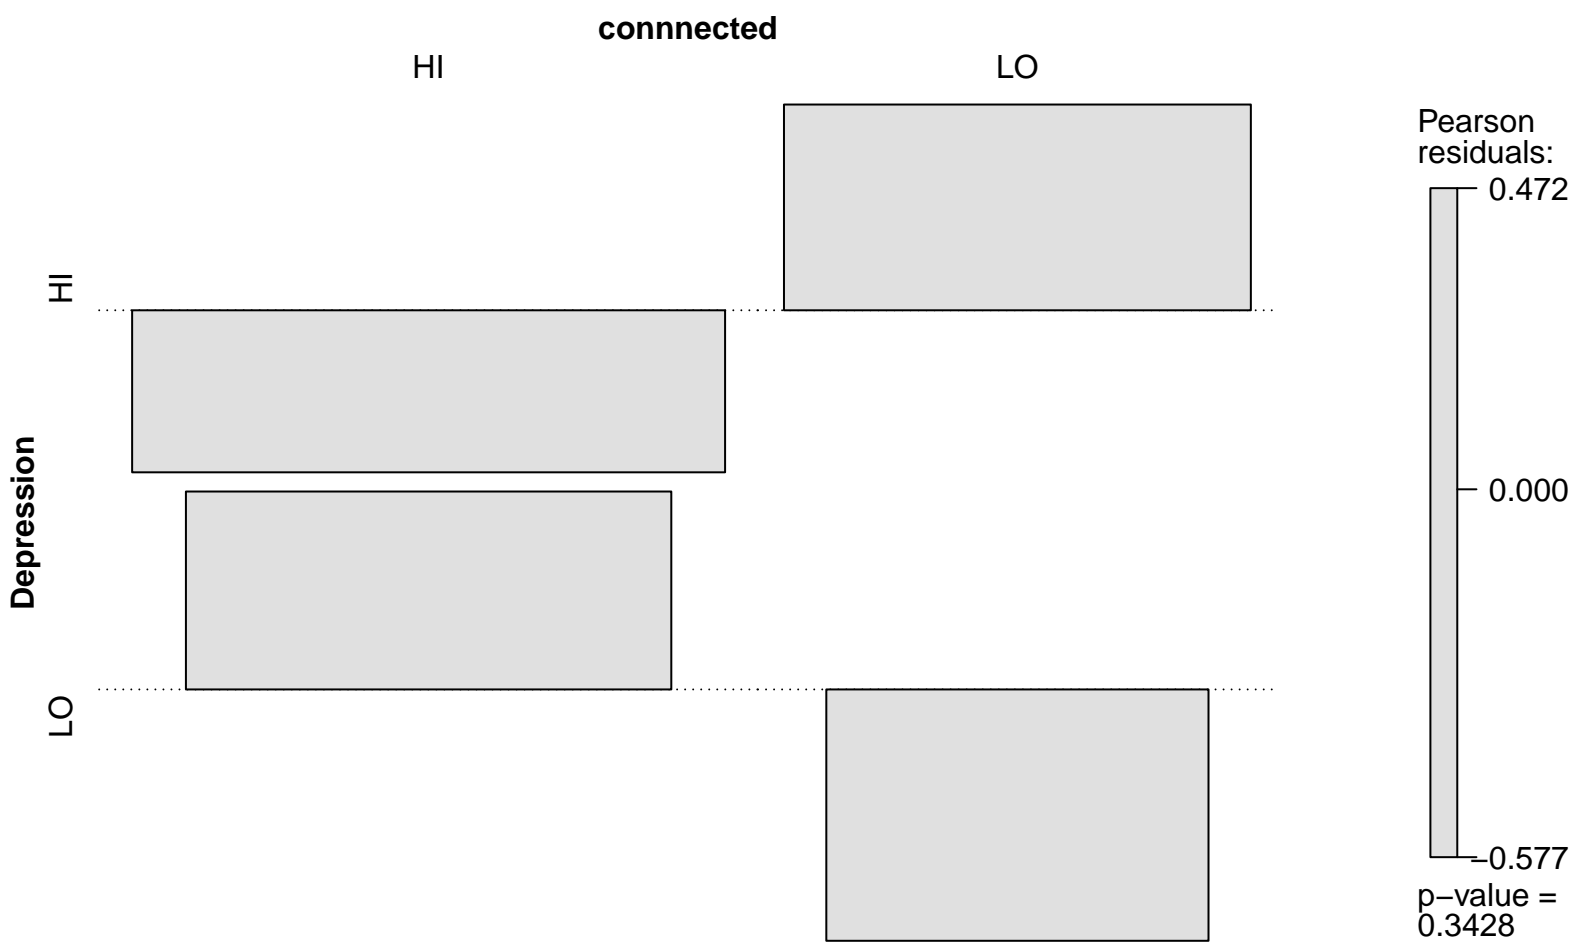 connnected
HI
LO
Depression
HI
LO
Pearson
residuals:
0.472
0.000
−0.577
p−value =
0.3428